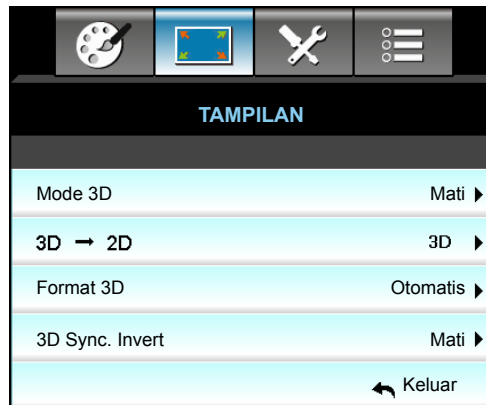 TAMPILAN
Mode 3D Mati
3D → 2D 3D
Format 3D Otomatis
3D Sync. Invert Mati
Keluar